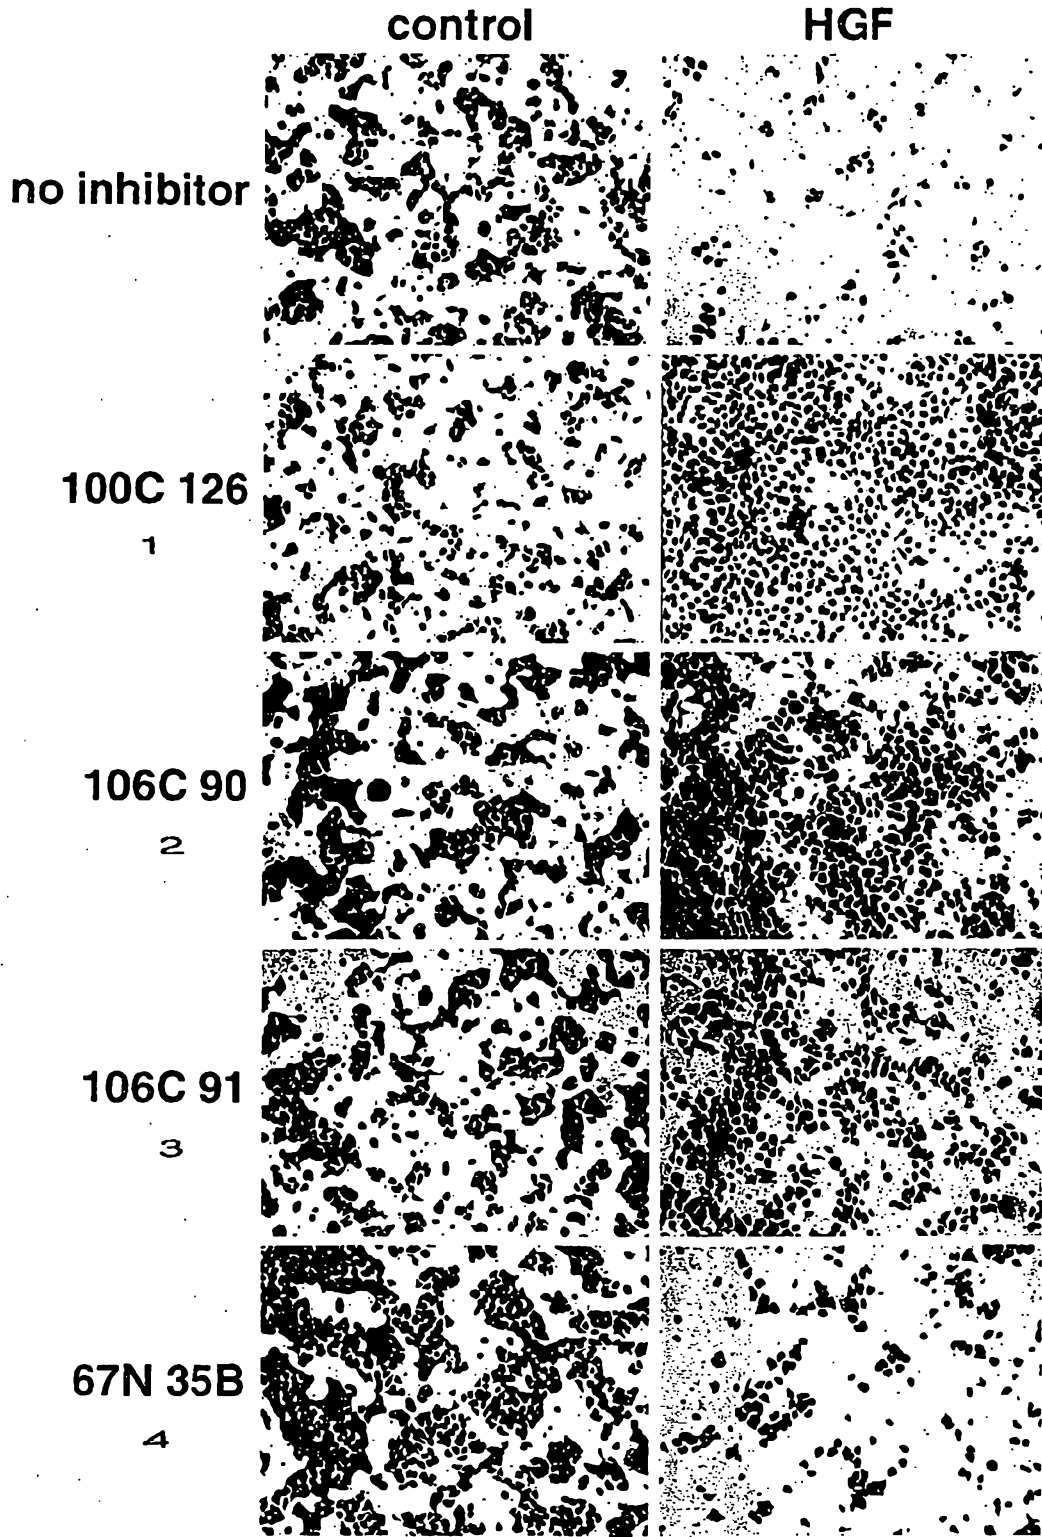 control HGF
no inhibitor
100C 126
1
106C 90
2
106C 91
3
67N 35B
4